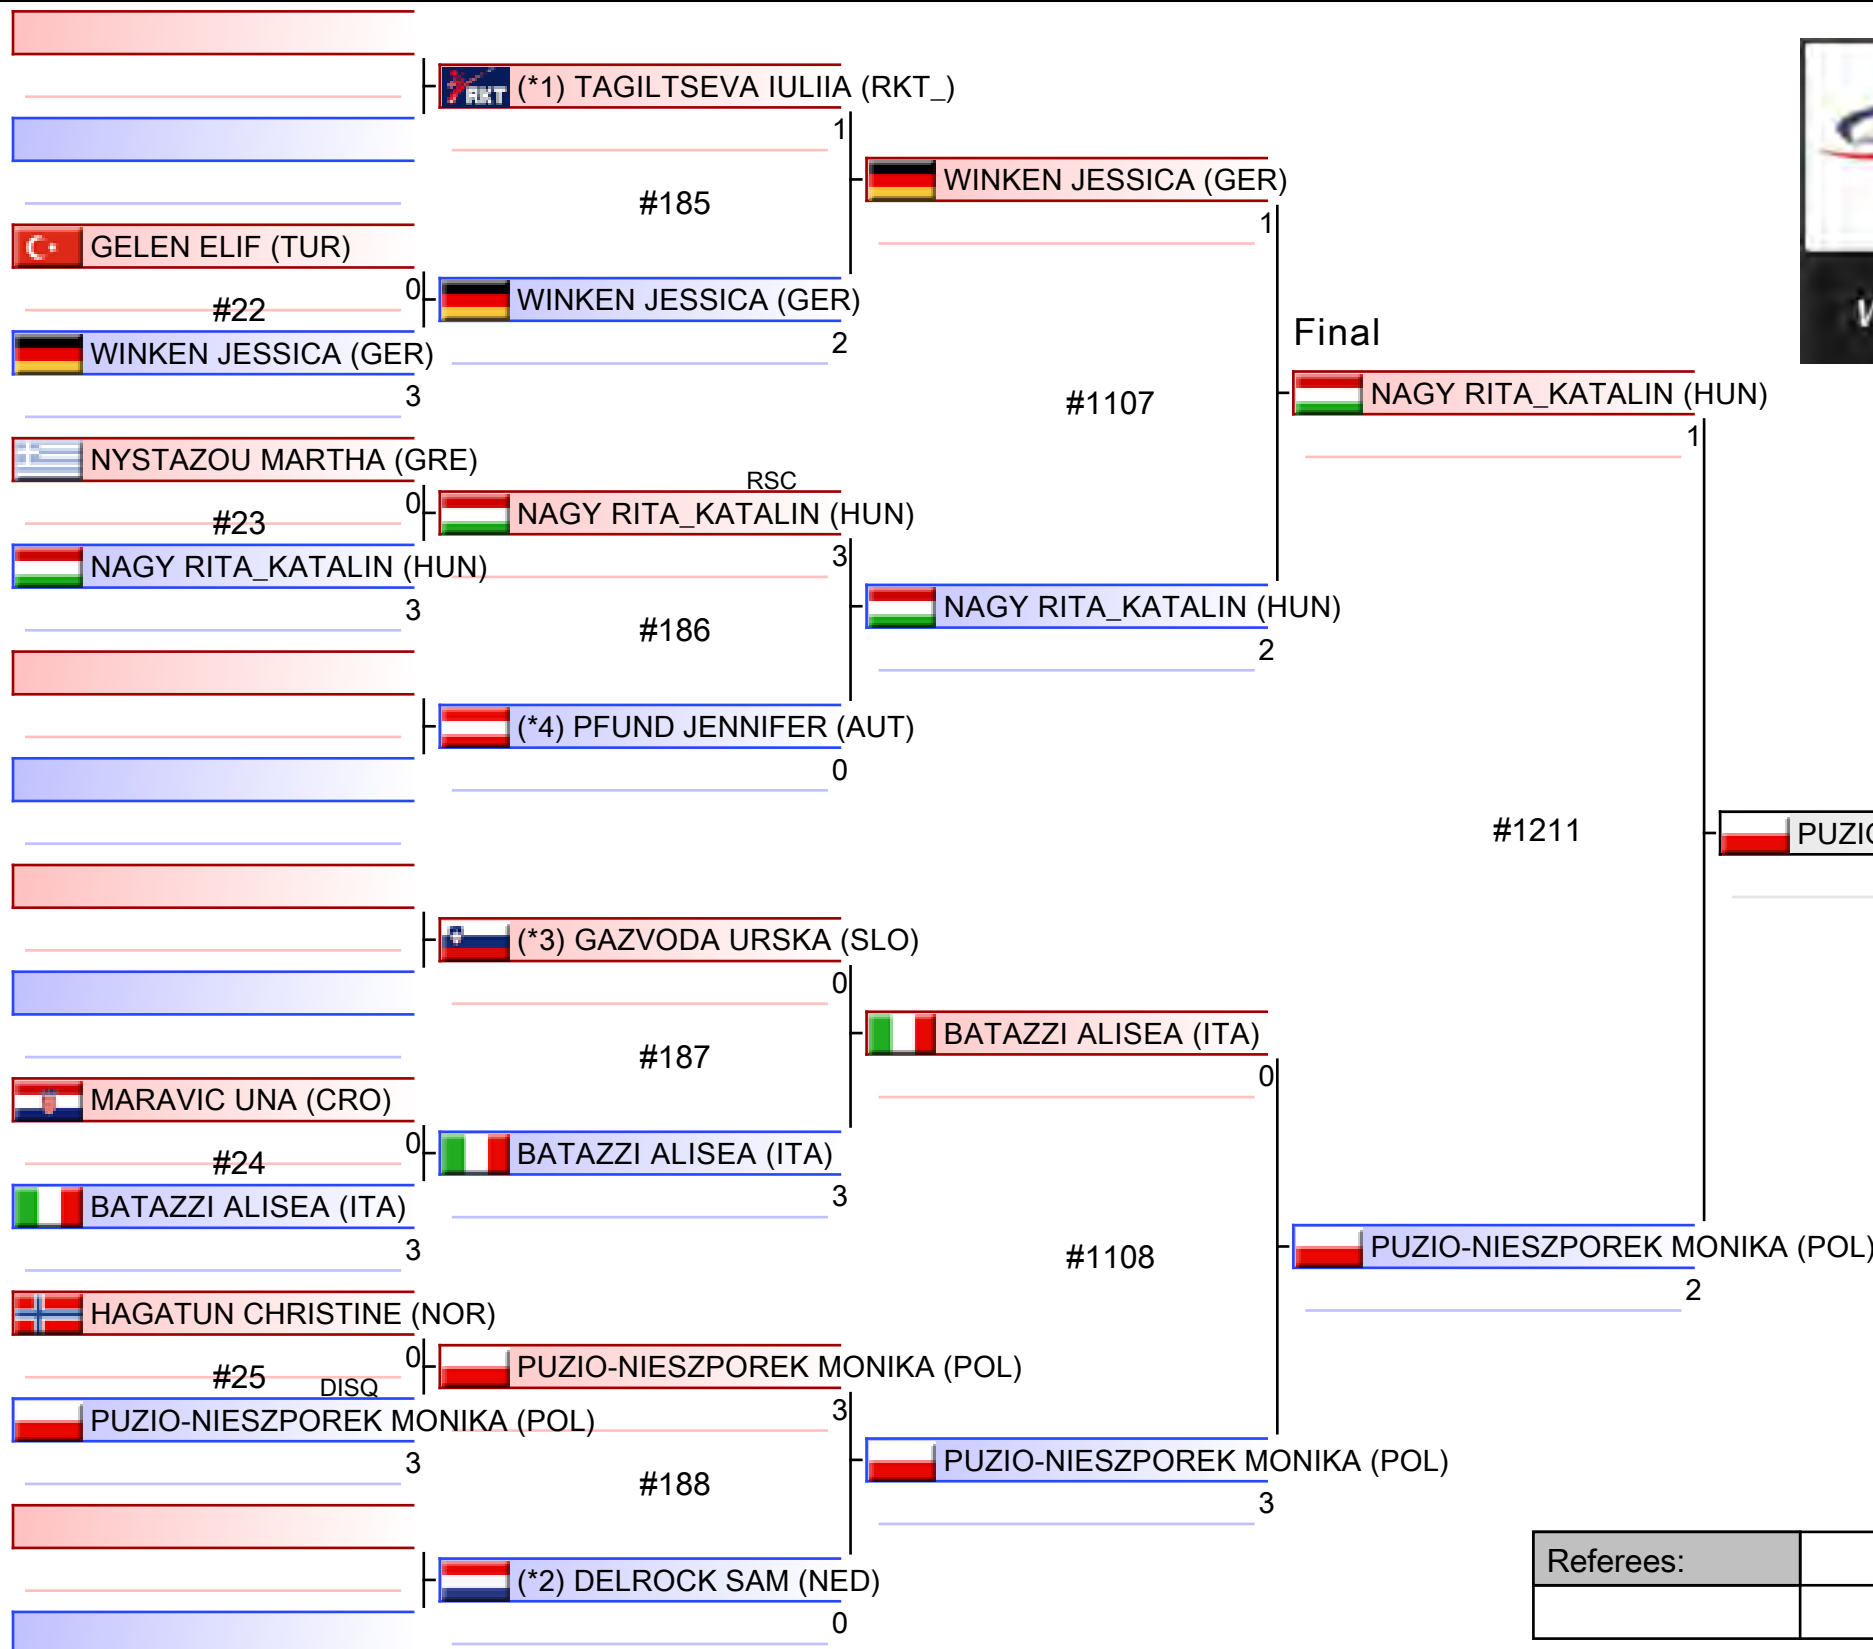 RKT (*1) TAGILTSEVA IULIIA (RKT_)
1
WINKEN JESSICA (GER)
#185
1
GELEN ELIF (TUR)
0
#22
WINKEN JESSICA (GER)
2
Final
WINKEN JESSICA (GER)
3
#1107
NAGY RITA_KATALIN (HUN)
1
NYSTAZOU MARTHA (GRE)
RSC
0
#23
NAGY RITA_KATALIN (HUN)
3
NAGY RITA_KATALIN (HUN)
3
#186
NAGY RITA_KATALIN (HUN)
2
(*4) PFUND JENNIFER (AUT)
0
#1211
(*3) GAZVODA URSKA (SLO)
0
BATAZZI ALISEA (ITA)
#187
0
MARAVIC UNA (CRO)
0
#24
BATAZZI ALISEA (ITA)
3
BATAZZI ALISEA (ITA)
3
#1108
PUZIO-NIESZPOREK MONIKA (POL)
2
HAGATUN CHRISTINE (NOR)
0
#25
DISQ
PUZIO-NIESZPOREK MONIKA (POL)
3
PUZIO-NIESZPOREK MONIKA (POL)
3
#188
PUZIO-NIESZPOREK MONIKA (POL)
3
(*2) DELROCK SAM (NED)
0
Referees: